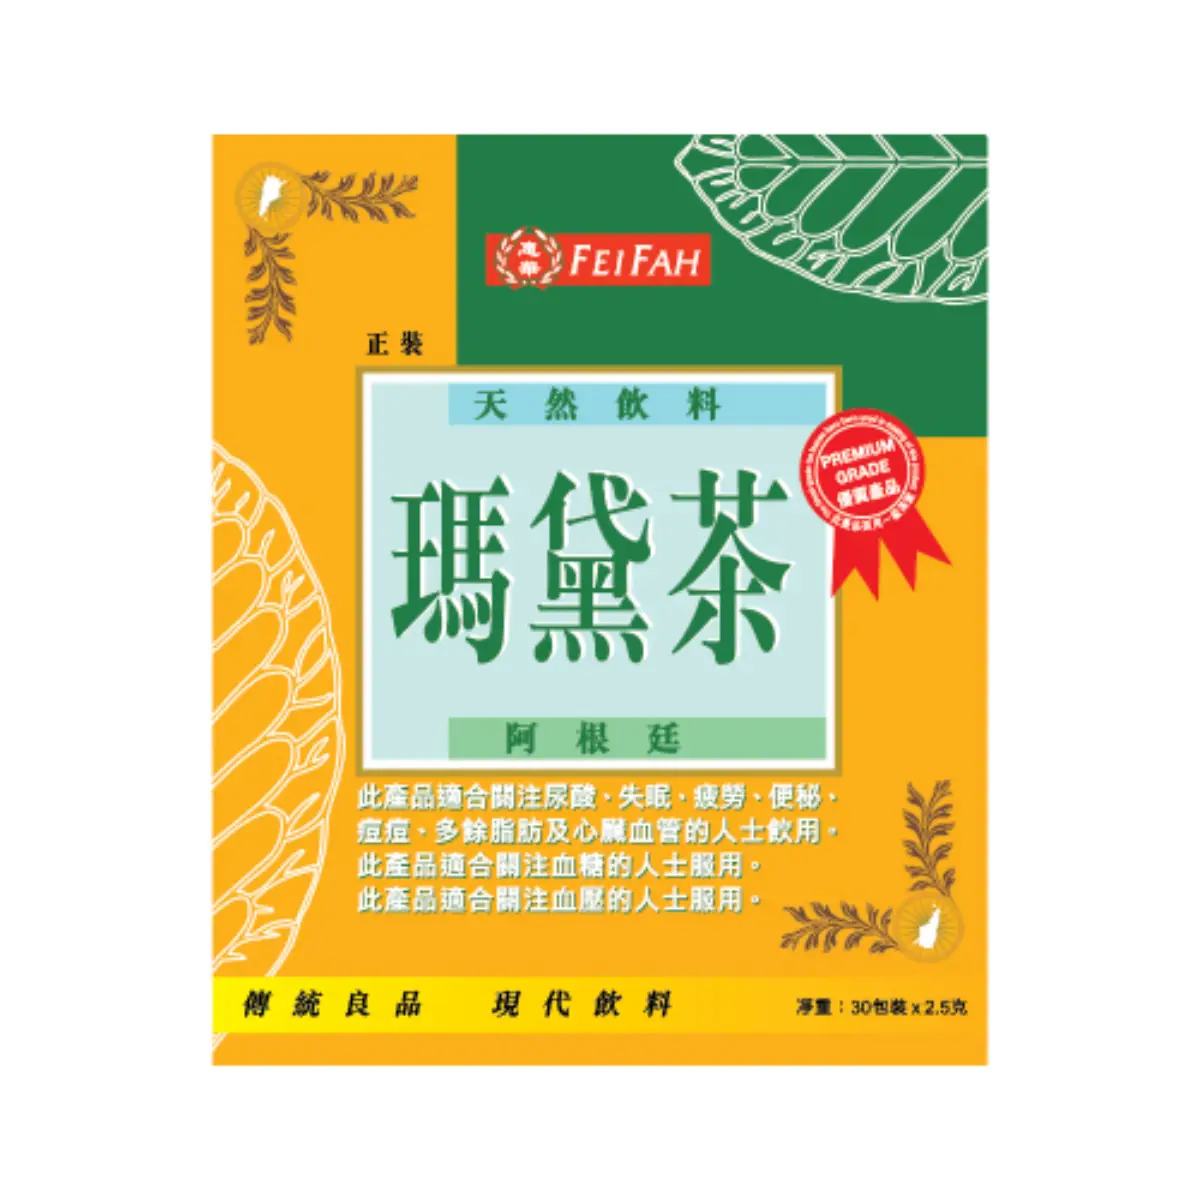 惠華
FEIFAH
正裝
天然飲料
PREMIUM
GRADE
優質產品
瑪黛茶
阿根廷
此產品適合關注尿酸、失眠、疲勞、便秘、
痘痘、多餘脂肪及心臟血管的人士飲用。
此產品適合關注血糖的人士服用。
此產品適合關注血壓的人士服用。
傳統良品 現代飲料
淨重：30包裝 x 2.5克